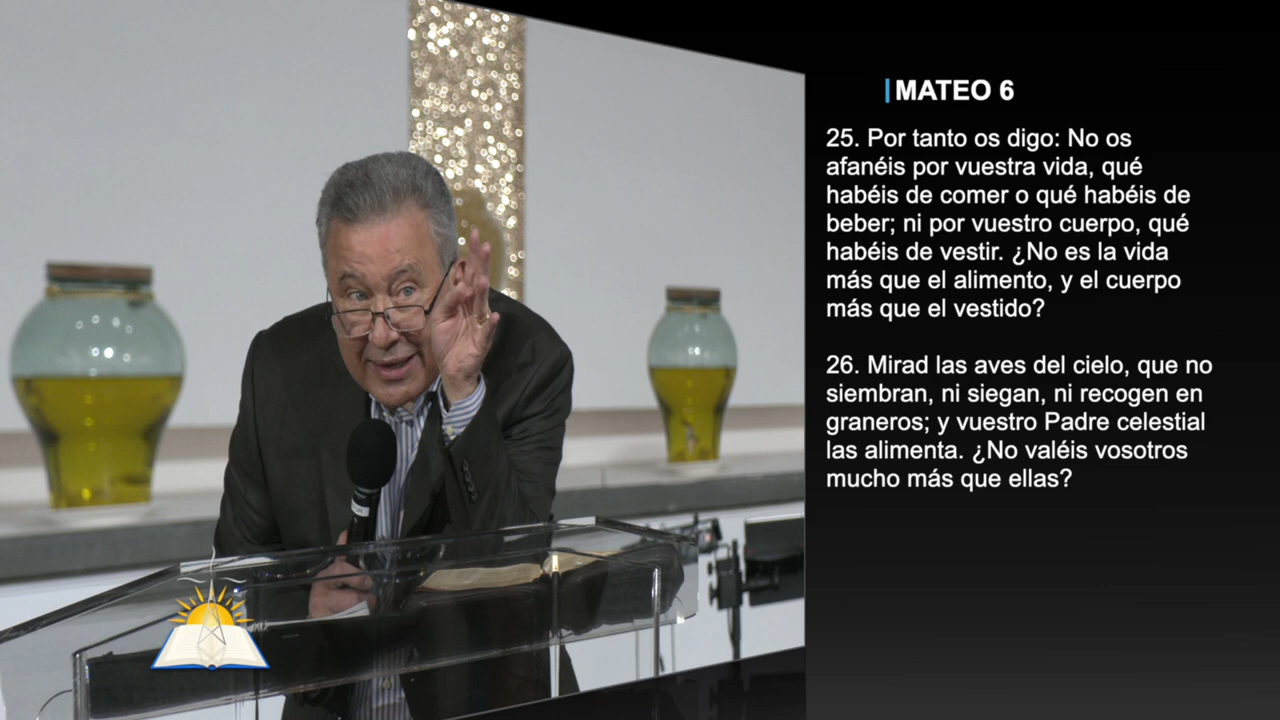 MATEO 6
25. Por tanto os digo: No os
afanéis por vuestra vida, qué
habéis de comer o qué habéis de
beber; ni por vuestro cuerpo, qué
habéis de vestir. ¿No es la vida
más que el alimento, y el cuerpo
más que el vestido?
26. Mirad las aves del cielo, que no
siembran, ni siegan, ni recogen en
graneros; y vuestro Padre celestial
las alimenta. ¿No valéis vosotros
mucho más que ellas?